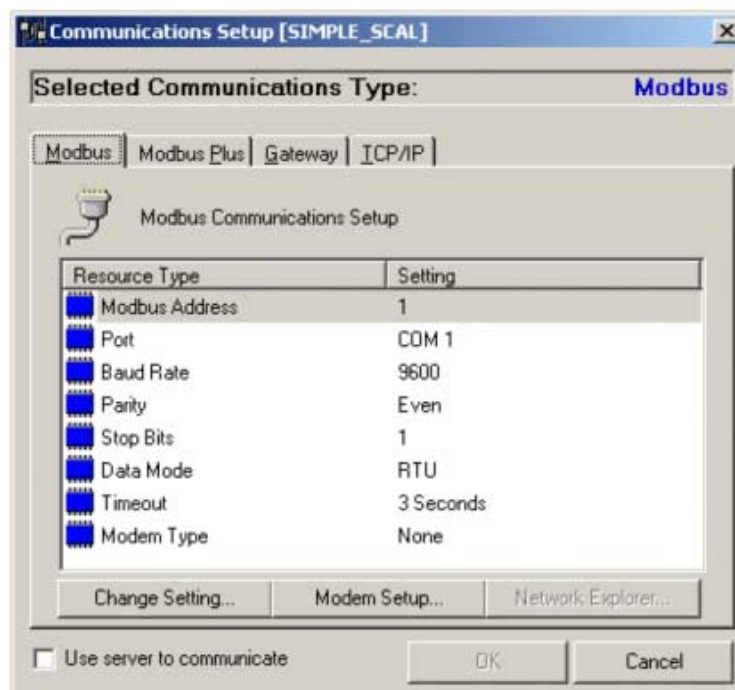 Communications Setup [SIMPLE_SCAL]
Selected Communications Type: Modbus
Modbus Modbus Plus Gateway TCP/IP
Modbus Communications Setup
Resource Type Setting
Modbus Address 1
Port COM 1
Baud Rate 9600
Parity Even
Stop Bits 1
Data Mode RTU
Timeout 3 Seconds
Modem Type None
Change Setting... Modem Setup... Network Explorer...
Use server to communicate OK Cancel